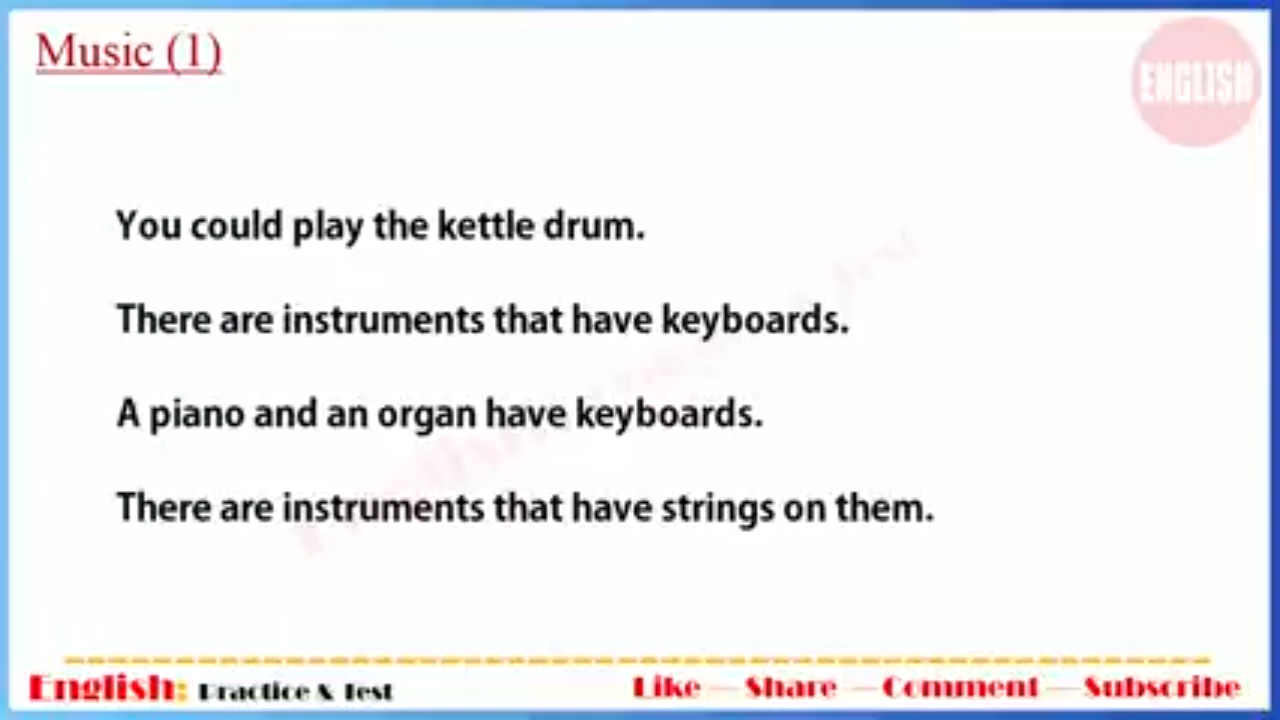 Music (1)
ENGLISH
You could play the kettle drum.
There are instruments that have keyboards.
A piano and an organ have keyboards.
There are instruments that have strings on them.
English: Practice & Test
Like — Share — Comment — Subscribe